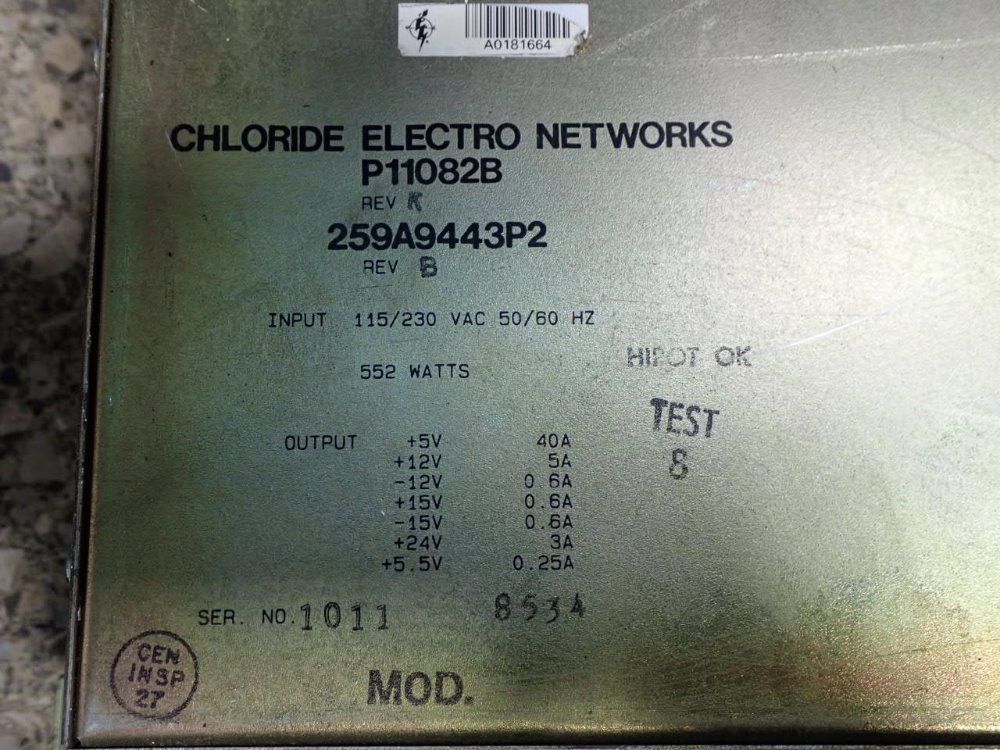 A0181664
CHLORIDE ELECTRO NETWORKS
P11082B
REV K
259A9443P2
REV B
INPUT 115/230 VAC 50/60 HZ
552 WATTS
HIPOT OK
TEST
8
OUTPUT +5V 40A
+12V 5A
-12V 0 6A
+15V 0.6A
-15V 0.6A
+24V 3A
+5.5V 0.25A
SER. NO. 1011 8534
CEN
INSP
27
MOD.